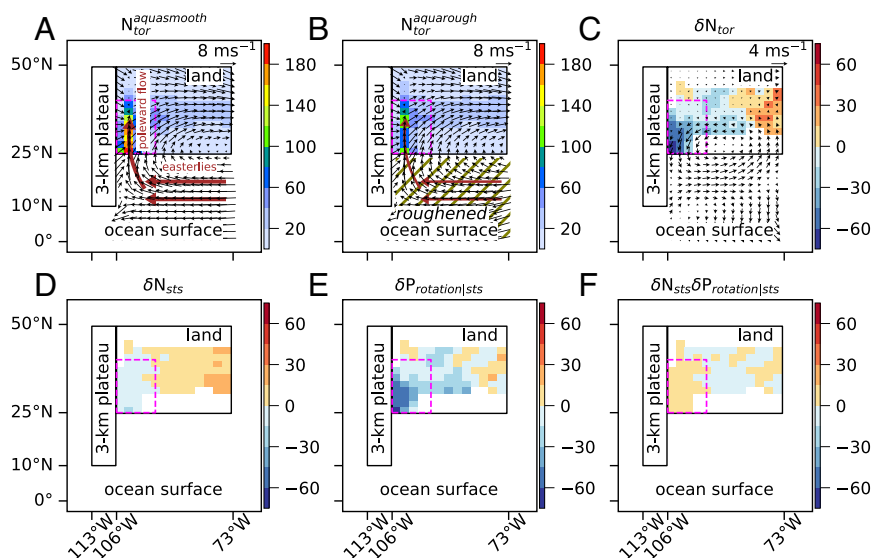 A
N_tor^aquasmooth
8 ms⁻¹
50°N
25°N
10°N
0°
3-km plateau
poleward flow
land
easterlies
ocean surface
180
140
100
60
20
B
N_tor^aquarough
8 ms⁻¹
3-km plateau
land
roughened
ocean surface
180
140
100
60
20
C
δN_tor
4 ms⁻¹
3-km plateau
land
ocean surface
60
30
0
−30
−60
D
δN_sts
50°N
25°N
10°N
0°
3-km plateau
land
ocean surface
113°W
106°W
73°W
60
30
0
−30
−60
E
δP_rotation|sts
3-km plateau
land
ocean surface
113°W
106°W
73°W
60
30
0
−30
−60
F
δN_stsδP_rotation|sts
3-km plateau
land
ocean surface
113°W
106°W
73°W
60
30
0
−30
−60